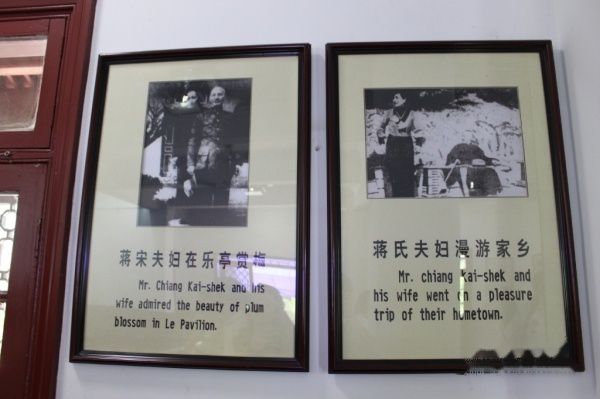 蒋宋夫妇在乐亭赏梅
Mr. Chiang Kai-shek and his
wife admired the beauty of plum
blossom in Le Pavilion.
蒋氏夫妇漫游家乡
Mr. chiang Kai-shek and
his wife went on a pleasure
trip of their hometown.